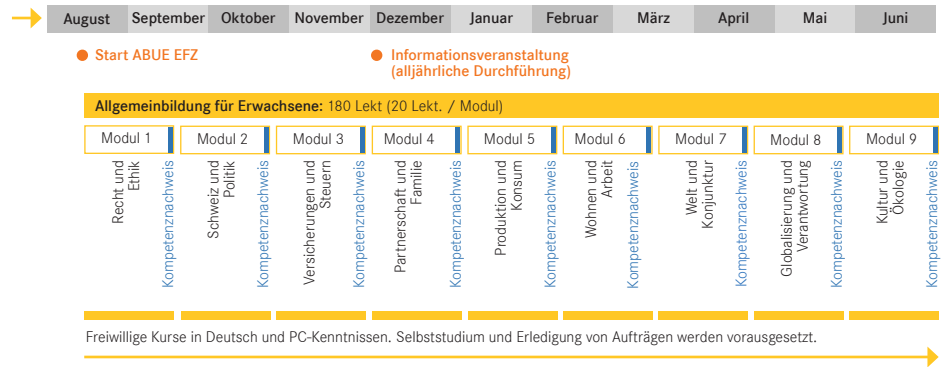 August September Oktober November Dezember Januar Februar März April Mai Juni
Start ABUE EFZ
Informationsveranstaltung
(alljährliche Durchführung)
Allgemeinbildung für Erwachsene: 180 Lekt (20 Lekt. / Modul)
Modul 1 Modul 2 Modul 3 Modul 4 Modul 5 Modul 6 Modul 7 Modul 8 Modul 9
Recht und
Ethik
Kompetenznachweis
Schweiz und
Politik
Kompetenznachweis
Versicherungen und
Steuern
Kompetenznachweis
Partnerschaft und
Familie
Kompetenznachweis
Produktion und
Konsum
Kompetenznachweis
Wohnen und
Arbeit
Kompetenznachweis
Welt und
Konjunktur
Kompetenznachweis
Globalisierung und
Verantwortung
Kompetenznachweis
Kultur und
Ökologie
Kompetenznachweis
Freiwillige Kurse in Deutsch und PC-Kenntnissen. Selbststudium und Erledigung von Aufträgen werden vorausgesetzt.